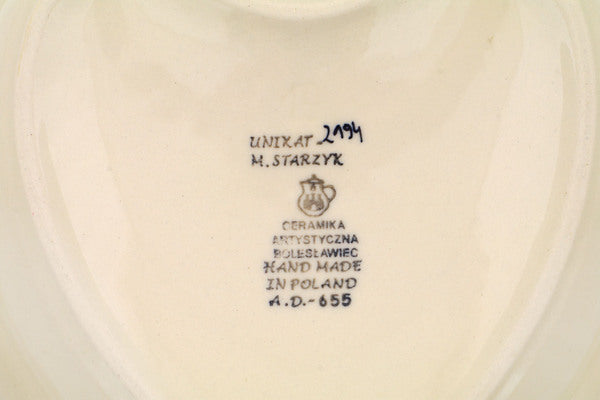 UNIKAT 2194
M. STARZYK
CERAMIKA
ARTYSTYCZNA
BOLESŁAWIEC
HAND MADE
IN POLAND
A.D.-655